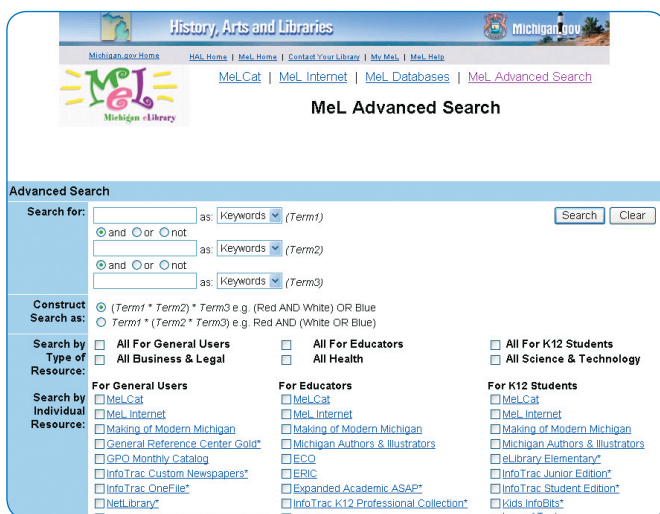 History, Arts and Libraries
Michigan.gov
Michigan.gov Home HAL Home | MeL Home | Contact Your Library | My MeL | MeL Help
MeL
Michigan eLibrary
MeLCat | MeL Internet | MeL Databases | MeL Advanced Search
MeL Advanced Search
Advanced Search
Search for: as: Keywords (Term1) Search Clear
and or not
as: Keywords (Term2)
and or not
as: Keywords (Term3)
Construct Search as: (Term1 * Term2) * Term3 e.g. (Red AND White) OR Blue
Term1 * (Term2 * Term3) e.g. Red AND (White OR Blue)
Search by Type of Resource: All For General Users All For Educators All For K12 Students
All Business & Legal All Health All Science & Technology
Search by Individual Resource:
For General Users For Educators For K12 Students
MeLCat MeLCat MeLCat
MeL Internet MeL Internet MeL Internet
Making of Modern Michigan Making of Modern Michigan Making of Modern Michigan
General Reference Center Gold* Michigan Authors & Illustrators Michigan Authors & Illustrators
GPO Monthly Catalog ECO eLibrary Elementary*
InfoTrac Custom Newspapers* ERIC InfoTrac Junior Edition*
InfoTrac OneFile* Expanded Academic ASAP* InfoTrac Student Edition*
NetLibrary* InfoTrac K12 Professional Collection* Kids InfoBits*